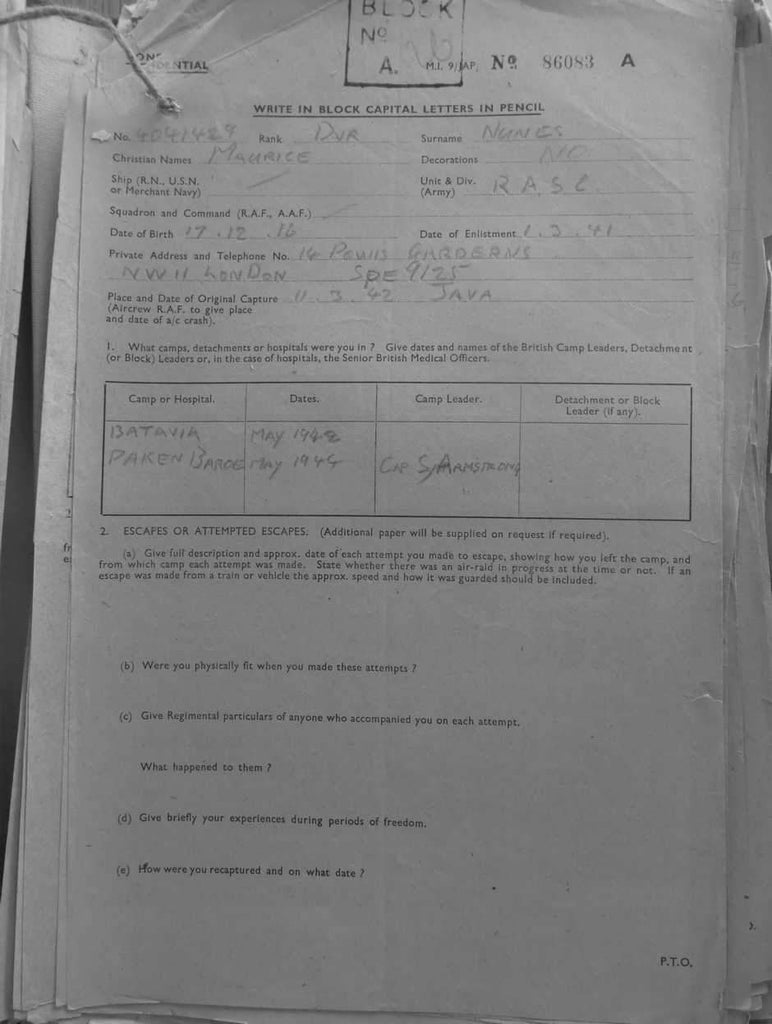 BLOCK
No
A.
CONFIDENTIAL
M.I. 9/JAP. No 86083 A
WRITE IN BLOCK CAPITAL LETTERS IN PENCIL
No. 4041429 Rank DVR Surname NUNES
Christian Names MAURICE Decorations NO
Ship (R.N., U.S.N. or Merchant Navy) Unit & Div. (Army) R A S C
Squadron and Command (R.A.F., A.A.F.)
Date of Birth 17.12.16 Date of Enlistment 1.3.41
Private Address and Telephone No. 14 POWIS GARDERNS
NW11 LONDON SPE 9125
Place and Date of Original Capture 11.3.42 JAVA
(Aircrew R.A.F. to give place
and date of a/c crash).
1. What camps, detachments or hospitals were you in ? Give dates and names of the British Camp Leaders, Detachment
(or Block) Leaders or, in the case of hospitals, the Senior British Medical Officers.
Camp or Hospital. Dates. Camp Leader. Detachment or Block Leader (if any).
BATAVIA MAY 1942
PAKEN BAROE MAY 1944 CAP S/ARMSTRONG
2. ESCAPES OR ATTEMPTED ESCAPES. (Additional paper will be supplied on request if required).
(a) Give full description and approx. date of each attempt you made to escape, showing how you left the camp, and
from which camp each attempt was made. State whether there was an air-raid in progress at the time or not. If an
escape was made from a train or vehicle the approx. speed and how it was guarded should be included.
(b) Were you physically fit when you made these attempts ?
(c) Give Regimental particulars of anyone who accompanied you on each attempt.
What happened to them ?
(d) Give briefly your experiences during periods of freedom.
(e) How were you recaptured and on what date ?
P.T.O.